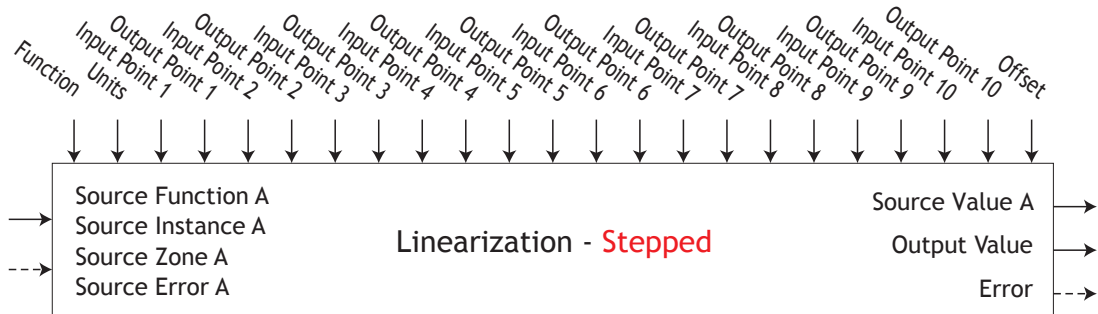 Function
Units
Input Point 1
Output Point 1
Input Point 2
Output Point 2
Input Point 3
Output Point 3
Input Point 4
Output Point 4
Input Point 5
Output Point 5
Input Point 6
Output Point 6
Input Point 7
Output Point 7
Input Point 8
Output Point 8
Input Point 9
Output Point 9
Input Point 10
Output Point 10
Offset
Source Function A
Source Instance A
Source Zone A
Source Error A
Linearization - Stepped
Source Value A
Output Value
Error